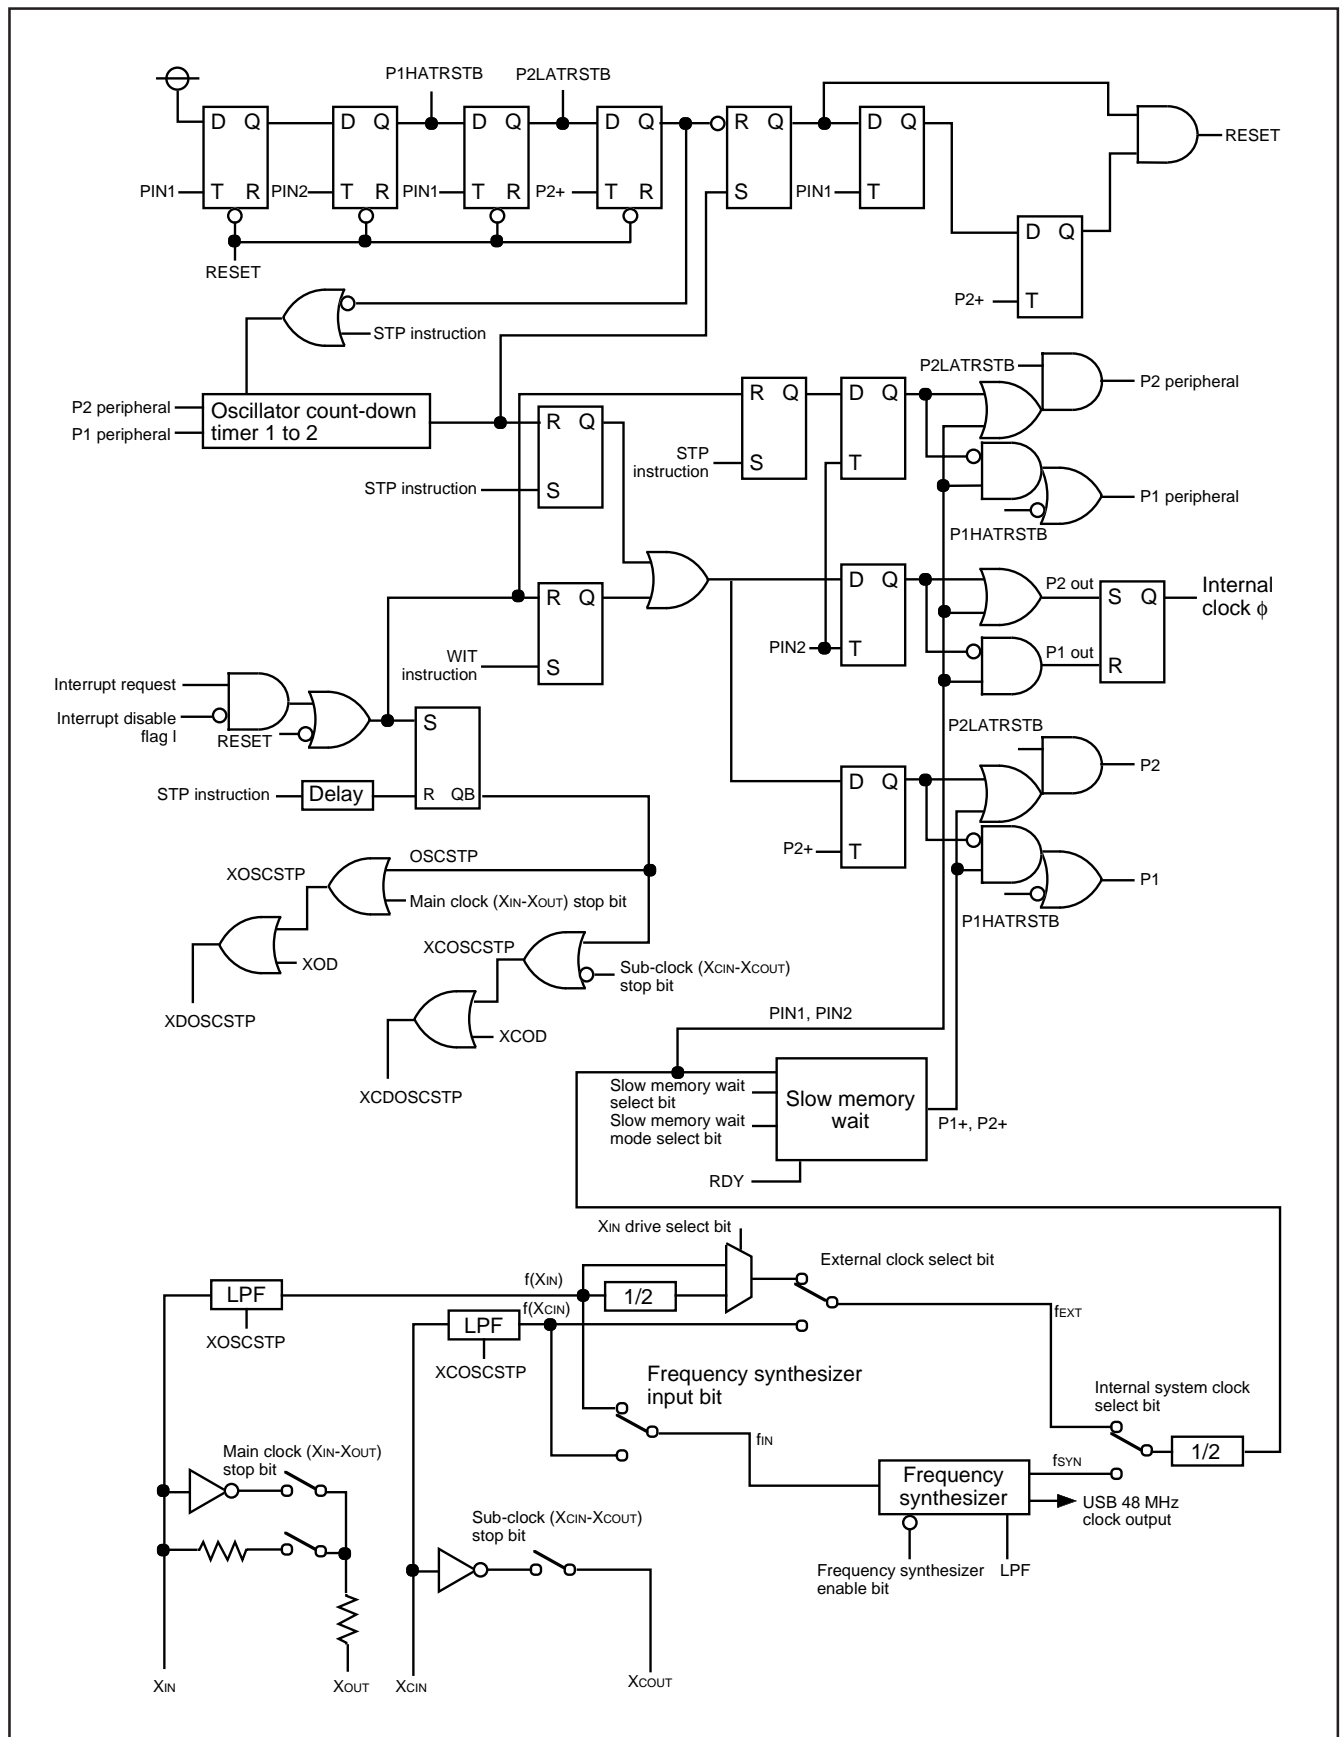 P1HATRSTB P2LATRSTB
D Q D Q D Q D Q R Q D Q
RESET
PIN1 T R PIN2 T R PIN1 T R P2+ T R S PIN1 T
D Q
RESET
P2+ T
STP instruction
P2LATRSTB
P2 peripheral
P2 peripheral
P1 peripheral
Oscillator count-down
timer 1 to 2
R Q
R Q
D Q
STP
instruction
S
T
STP instruction
S
P1 peripheral
P1HATRSTB
D Q
P2 out
S Q
Internal
clock ϕ
R Q
PIN2
T
P1 out
R
WIT
instruction
S
Interrupt request
Interrupt disable
flag I
RESET
S
P2LATRSTB
P2
STP instruction
Delay
R QB
D Q
P2+
T
OSCSTP
XOSCSTP
Main clock (XIN-XOUT) stop bit
P1
P1HATRSTB
XCOSCSTP
XOD
Sub-clock (XCIN-XCOUT)
stop bit
XDOSCSTP
PIN1, PIN2
XCOD
XCDOSCSTP
Slow memory wait
select bit
Slow memory wait
mode select bit
Slow memory
wait
P1+, P2+
RDY
XIN drive select bit
External clock select bit
f(XIN)
LPF
1/2
f(XCIN)
fEXT
LPF
XOSCSTP
XCOSCSTP
Frequency synthesizer
input bit
Internal system clock
select bit
fIN
Main clock (XIN-XOUT)
stop bit
1/2
fSYN
Frequency
synthesizer
USB 48 MHz
clock output
Sub-clock (XCIN-XCOUT)
stop bit
Frequency synthesizer
enable bit
LPF
XIN XOUT XCIN XCOUT